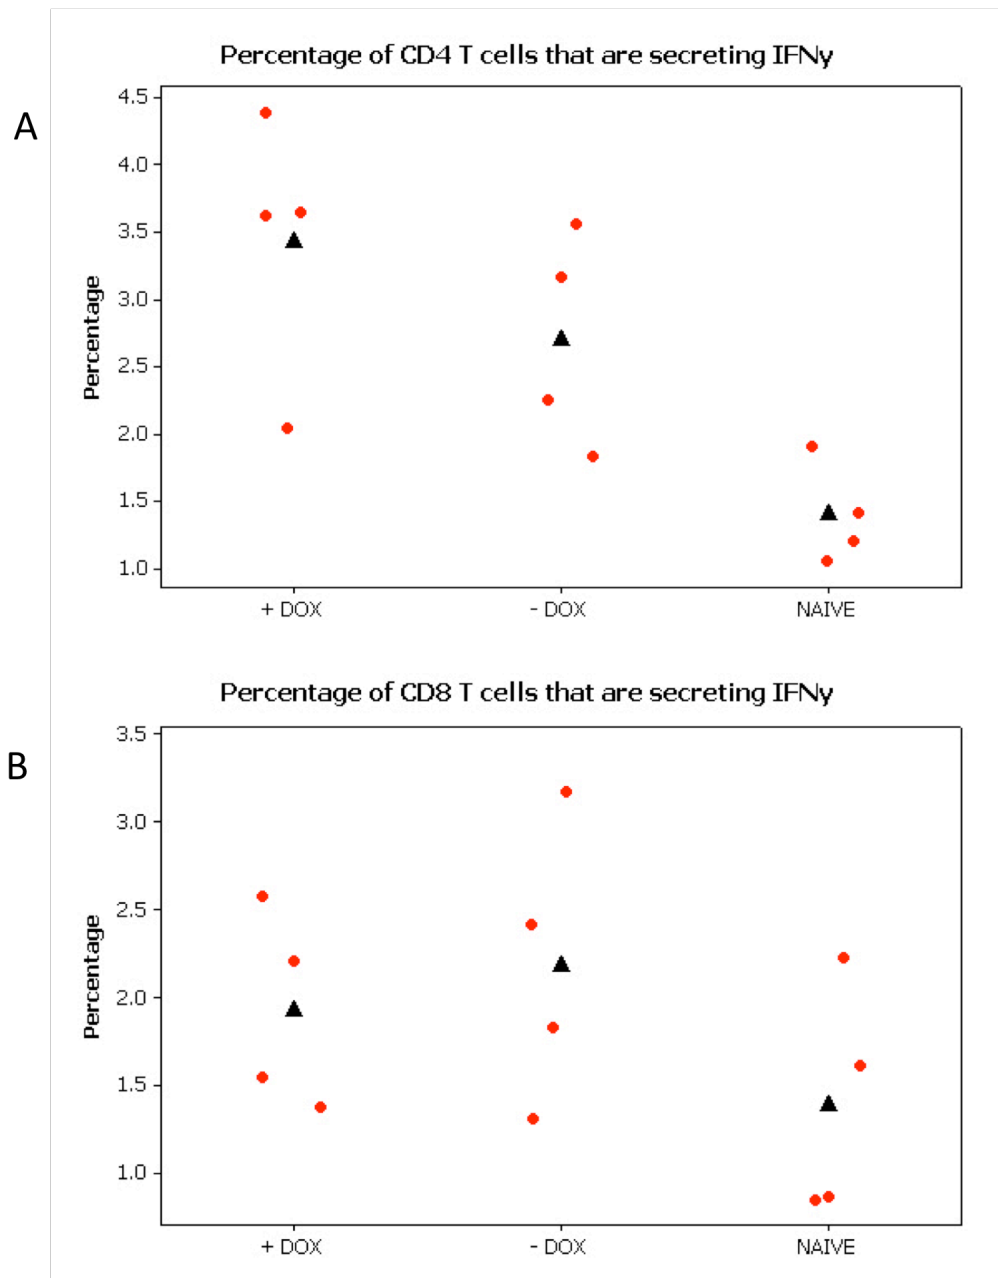 A
Percentage of CD4 T cells that are secreting IFNy
4.5
4.0
3.5
3.0
2.5
2.0
1.5
1.0
Percentage
+ DOX
- DOX
NAIVE
B
Percentage of CD8 T cells that are secreting IFNy
3.5
3.0
2.5
2.0
1.5
1.0
Percentage
+ DOX
- DOX
NAIVE